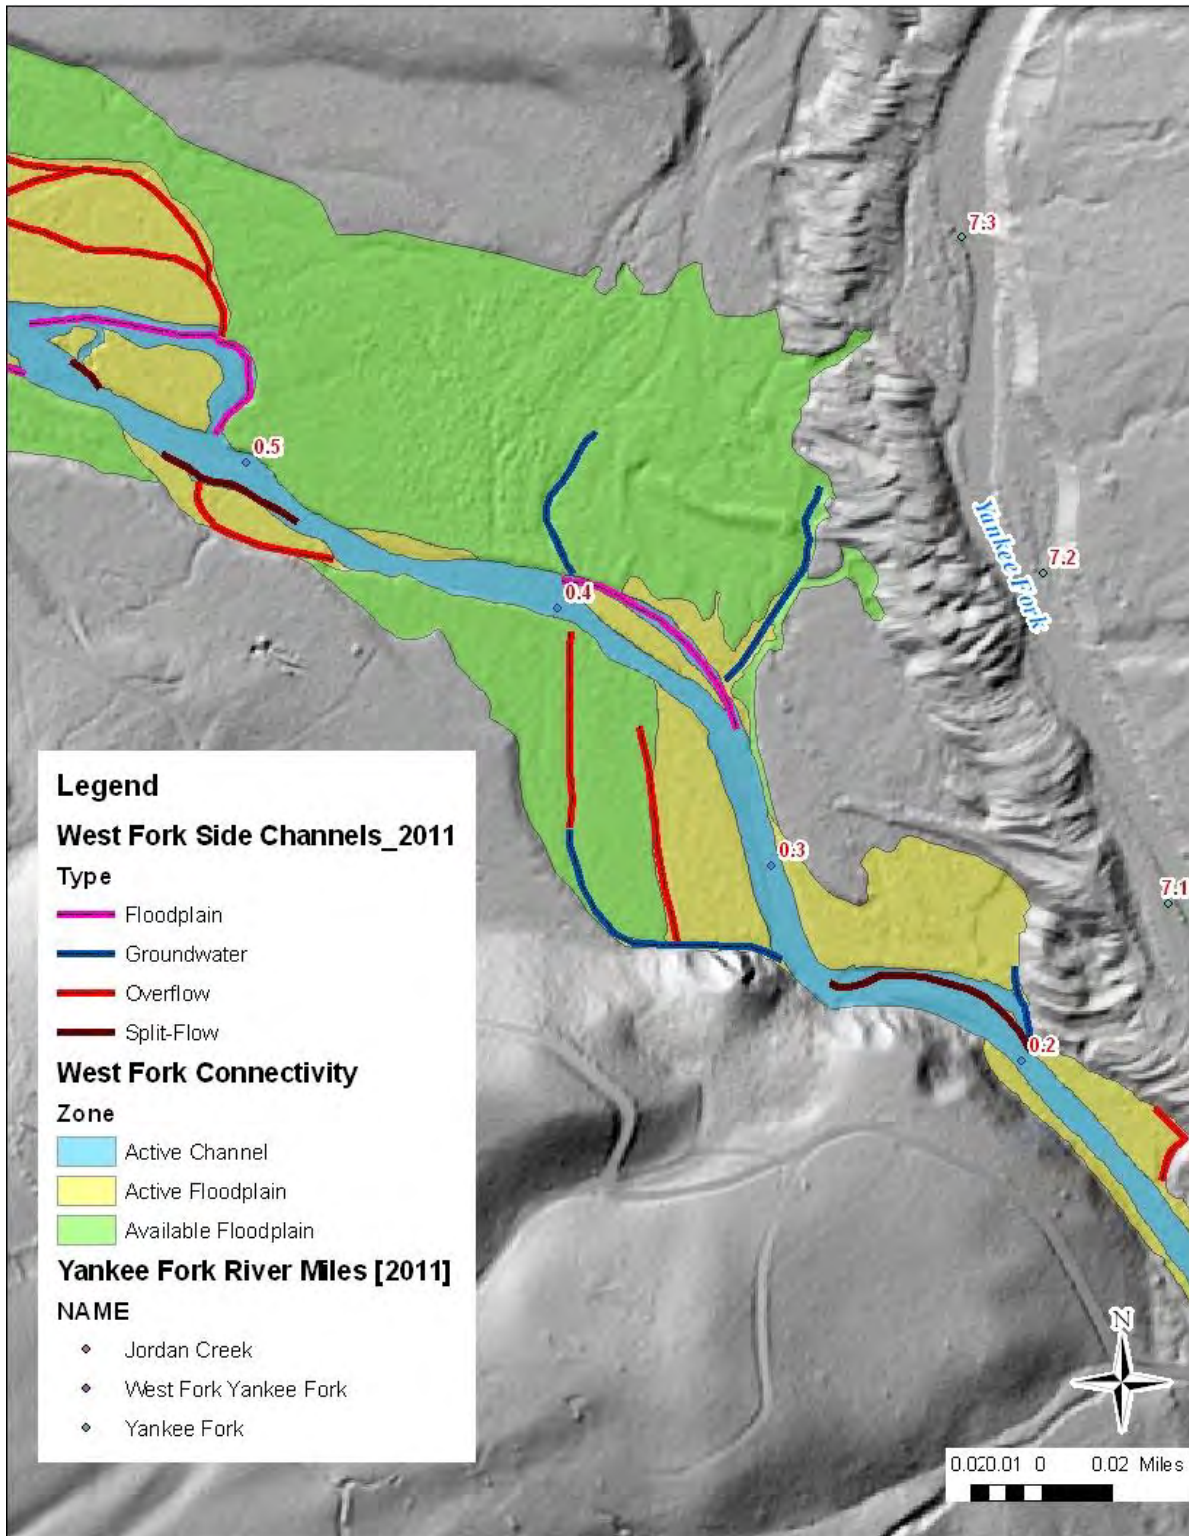 7.3
0.5
Yankee Fork
7.2
0.4
0.3
7.1
0.2
Legend
West Fork Side Channels_2011
Type
Floodplain
Groundwater
Overflow
Split-Flow
West Fork Connectivity
Zone
Active Channel
Active Floodplain
Available Floodplain
Yankee Fork River Miles [2011]
NAME
Jordan Creek
West Fork Yankee Fork
Yankee Fork
N
0.020.01 0 0.02 Miles